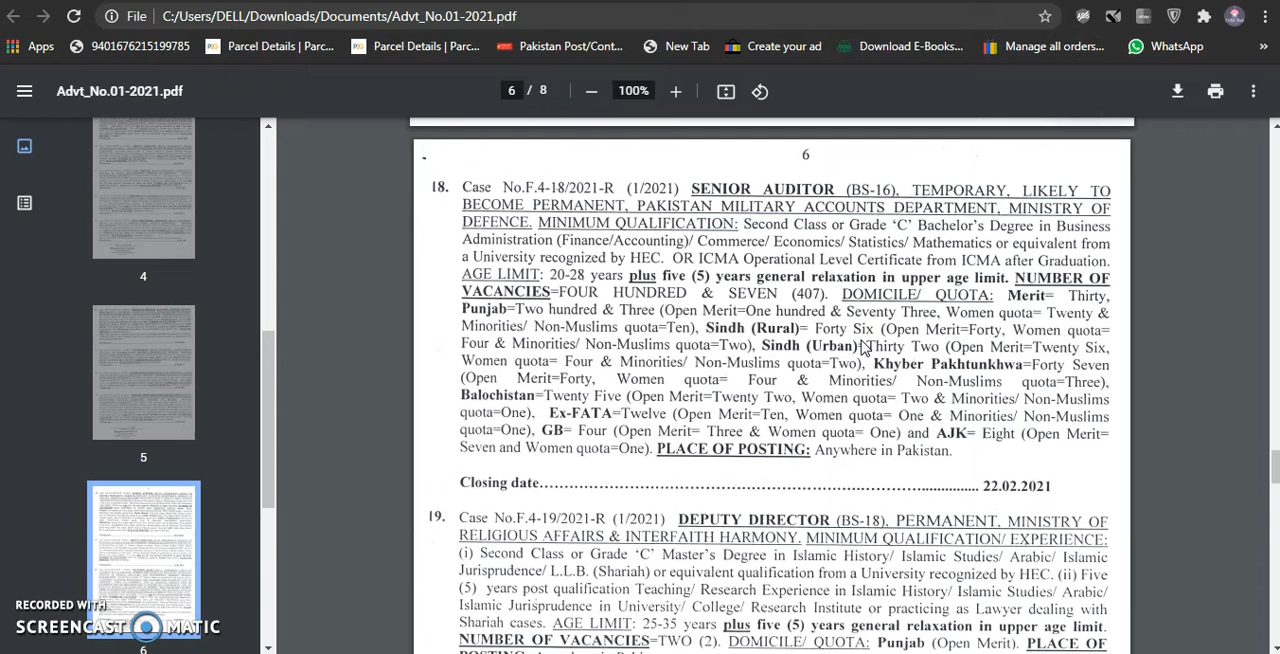 File C:/Users/DELL/Downloads/Documents/Advt_No.01-2021.pdf
Apps 9401676215199785 Parcel Details | Parc... Parcel Details | Parc... Pakistan Post/Cont... New Tab Create your ad Download E-Books... Manage all orders... WhatsApp »
Advt_No.01-2021.pdf 6 / 8 100%
4
5
6
6
18. Case No.F.4-18/2021-R (1/2021) SENIOR AUDITOR (BS-16), TEMPORARY, LIKELY TO
BECOME PERMANENT, PAKISTAN MILITARY ACCOUNTS DEPARTMENT, MINISTRY OF
DEFENCE. MINIMUM QUALIFICATION: Second Class or Grade ‘C’ Bachelor’s Degree in Business
Administration (Finance/Accounting)/ Commerce/ Economics/ Statistics/ Mathematics or equivalent from
a University recognized by HEC. OR ICMA Operational Level Certificate from ICMA after Graduation.
AGE LIMIT: 20-28 years plus five (5) years general relaxation in upper age limit. NUMBER OF
VACANCIES=FOUR HUNDRED & SEVEN (407). DOMICILE/ QUOTA: Merit= Thirty,
Punjab=Two hundred & Three (Open Merit=One hundred & Seventy Three, Women quota= Twenty &
Minorities/ Non-Muslims quota=Ten), Sindh (Rural)= Forty Six (Open Merit=Forty, Women quota=
Four & Minorities/ Non-Muslims quota=Two), Sindh (Urban)=Thirty Two (Open Merit=Twenty Six,
Women quota= Four & Minorities/ Non-Muslims quota=Two), Khyber Pakhtunkhwa=Forty Seven
(Open Merit=Forty, Women quota= Four & Minorities/ Non-Muslims quota=Three),
Balochistan=Twenty Five (Open Merit=Twenty Two, Women quota= Two & Minorities/ Non-Muslims
quota=One), EX-FATA=Twelve (Open Merit=Ten, Women quota= One & Minorities/ Non-Muslims
quota=One), GB= Four (Open Merit= Three & Women quota= One) and AJK= Eight (Open Merit=
Seven and Women quota=One). PLACE OF POSTING: Anywhere in Pakistan.
Closing date........................................................................................ 22.02.2021
19. Case No.F.4- -R ( /2021) DEPUTY DIRECTOR (BS-18), PERMANENT, MINISTRY OF
RELIGIOUS AFFAIRS & INTERFAITH HARMONY. MINIMUM QUALIFICATION/ EXPERIENCE:
(i) Second Class or Grade ‘C’ Master’s Degree in Islamic History/ Islamic Studies/ Arabic/ Islamic
Jurisprudence/ L.L.B. (Shariah) or equivalent qualification from a University recognized by HEC. (ii) Five
(5) years post Teaching/ Research Experience History/ Islamic Studies/ Arabic/
Islamic Jurisprudence in University/ College/ Research Institute or practicing as Lawyer dealing with
Shariah cases. AGE LIMIT: 25-35 years plus five (5) years general relaxation in upper age limit.
NUMBER OF VACANCIES=TWO (2). DOMICILE/ QUOTA: Punjab (Open Merit). PLACE OF
RECORDED WITH
SCREENCAST MATIC